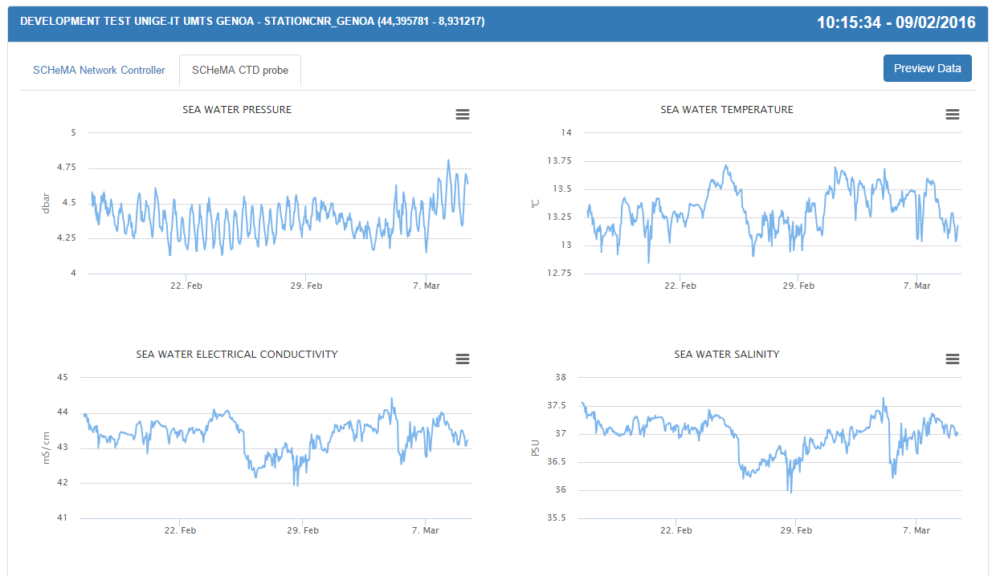 DEVELOPMENT TEST UNIGE-IT UMTS GENOA - STATIONCNR_GENOA (44,395781 - 8,931217)
10:15:34 - 09/02/2016
SCHeMA Network Controller
SCHeMA CTD probe
Preview Data
SEA WATER PRESSURE
5
4.75
4.5
4.25
4
dbar
22. Feb
29. Feb
7. Mar
SEA WATER TEMPERATURE
14
13.75
13.5
13.25
13
12.75
°C
22. Feb
29. Feb
7. Mar
SEA WATER ELECTRICAL CONDUCTIVITY
45
44
43
42
41
mS/cm
22. Feb
29. Feb
7. Mar
SEA WATER SALINITY
38
37.5
37
36.5
36
35.5
PSU
22. Feb
29. Feb
7. Mar